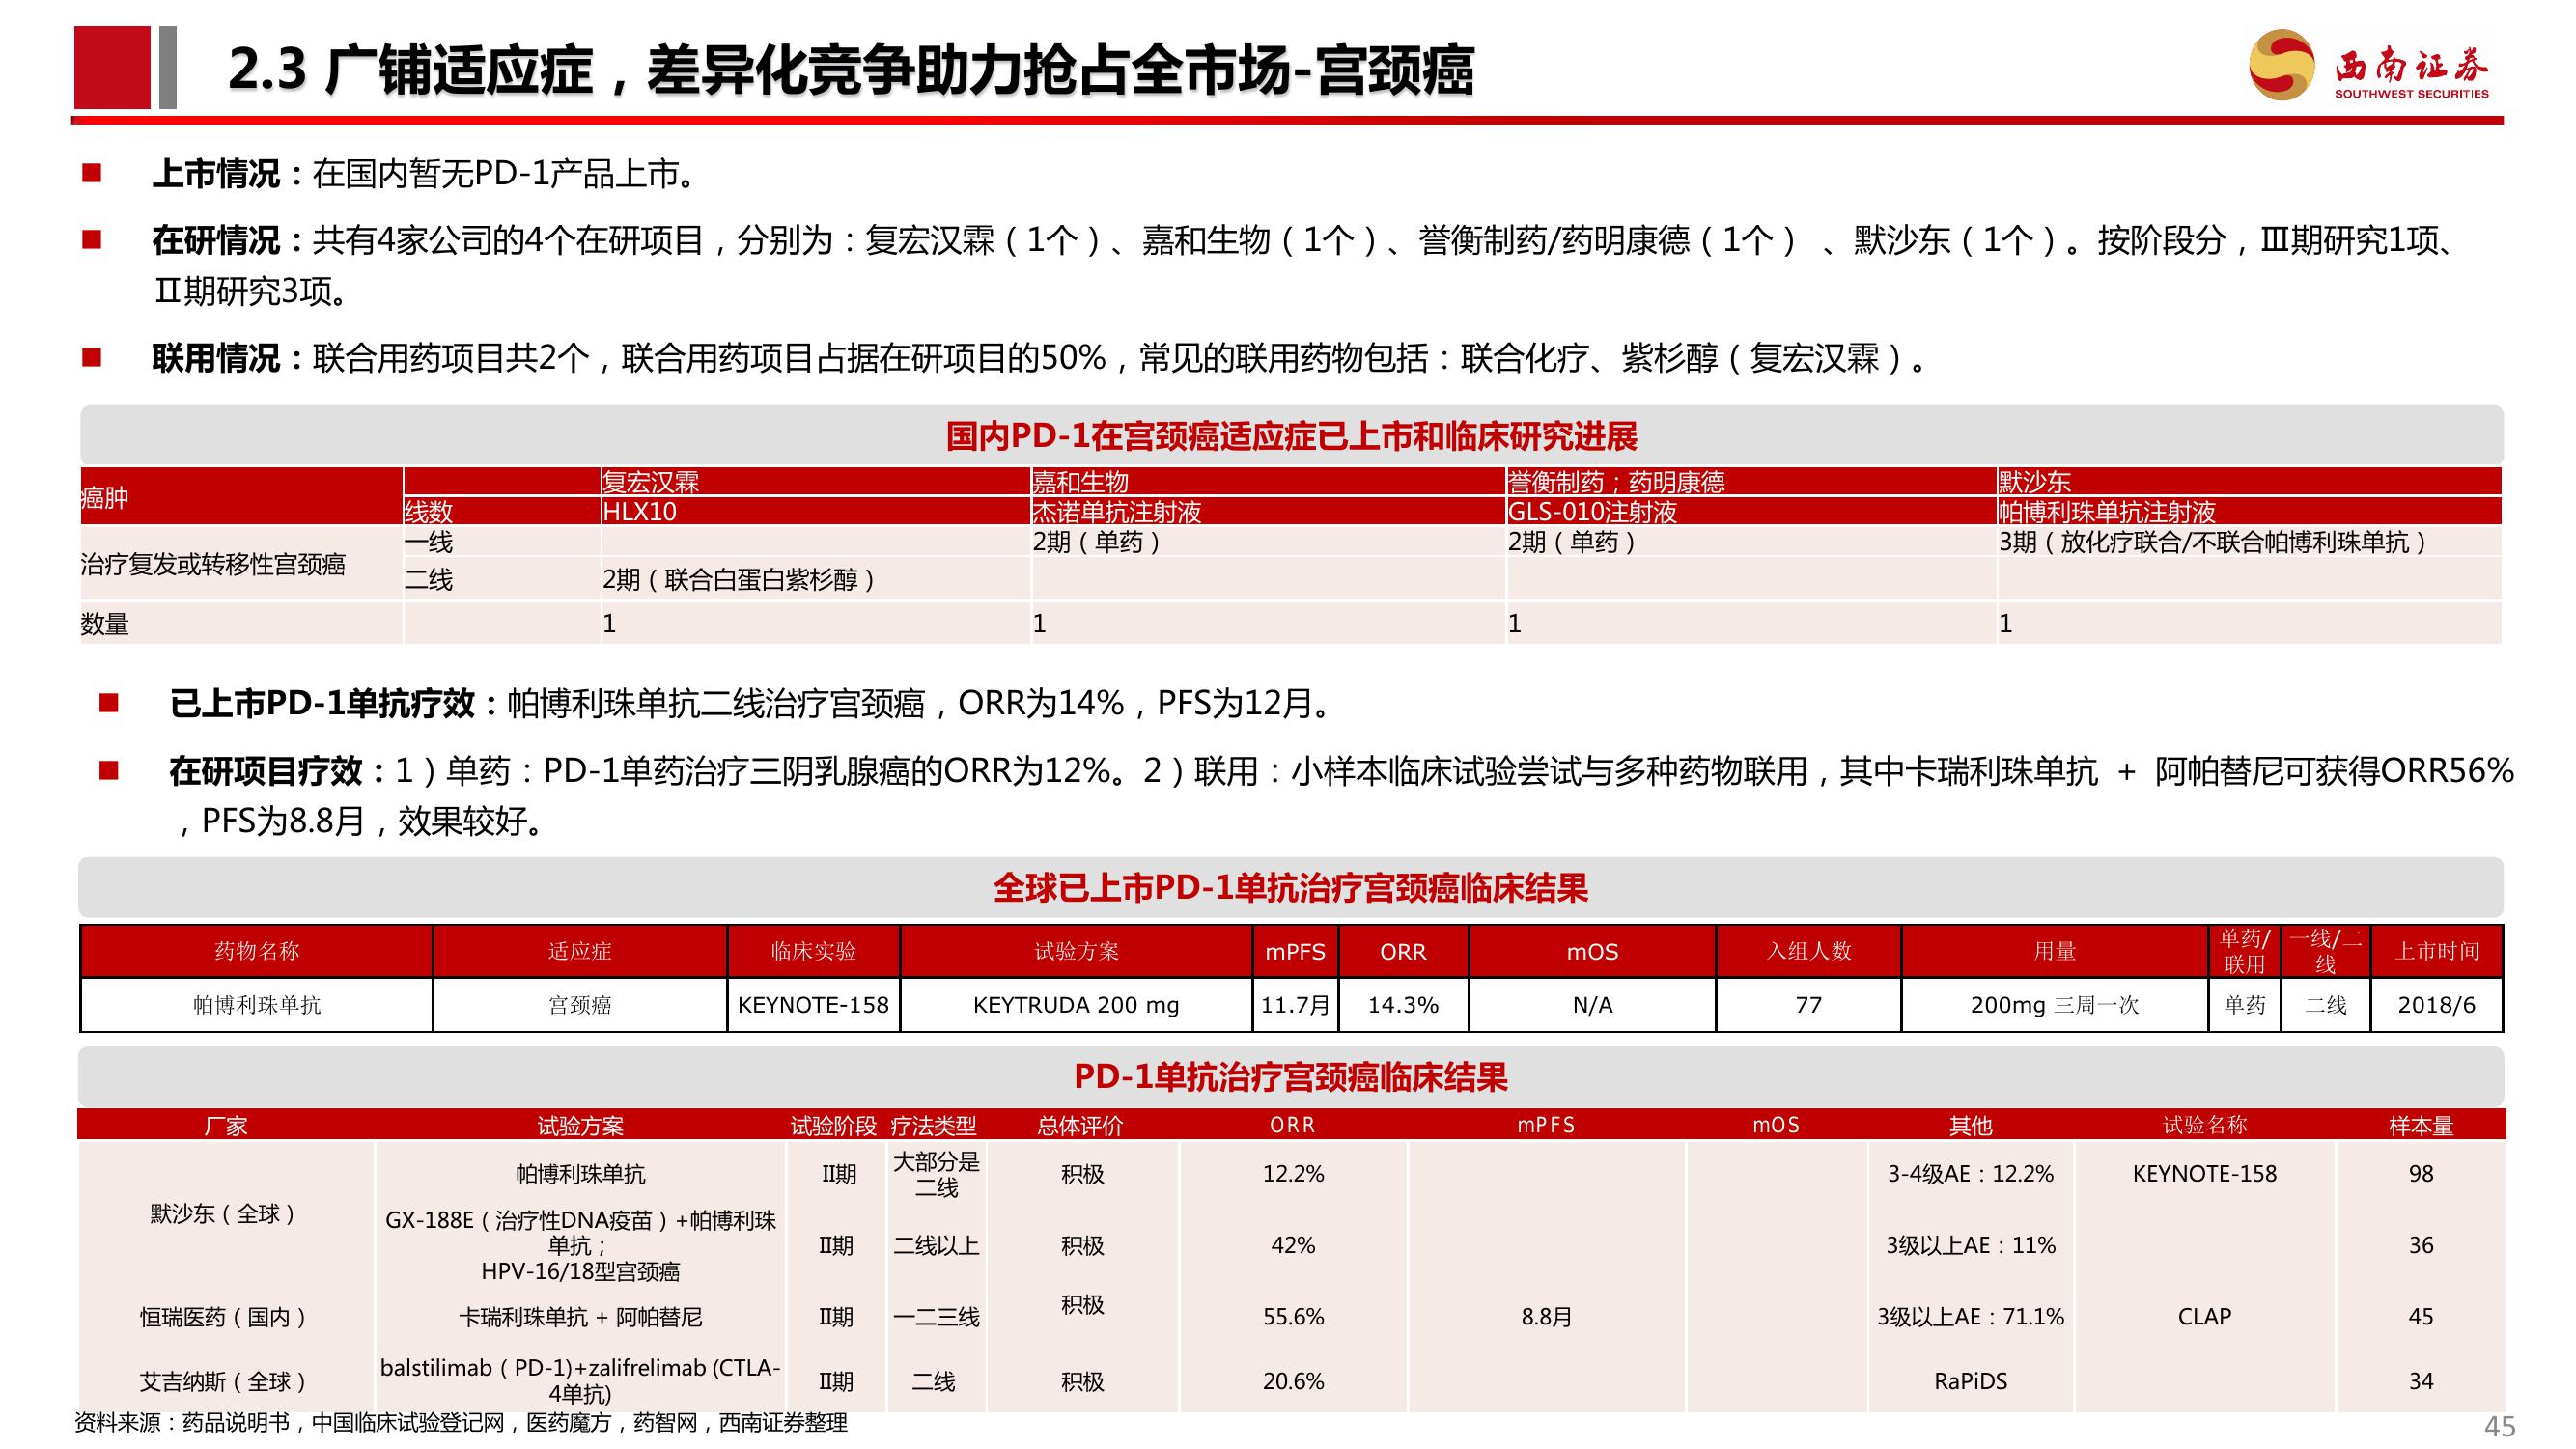 2.3 广铺适应症，差异化竞争助力抢占全市场-宫颈癌
西南证券
SOUTHWEST SECURITIES
上市情况：在国内暂无PD-1产品上市。
在研情况：共有4家公司的4个在研项目，分别为：复宏汉霖（1个）、嘉和生物（1个）、誉衡制药/药明康德（1个） 、默沙东（1个）。按阶段分，Ⅲ期研究1项、
Ⅱ期研究3项。
联用情况：联合用药项目共2个，联合用药项目占据在研项目的50%，常见的联用药物包括：联合化疗、紫杉醇（复宏汉霖）。
国内PD-1在宫颈癌适应症已上市和临床研究进展
癌肿 复宏汉霖 嘉和生物 誉衡制药；药明康德 默沙东
线数 HLX10 杰诺单抗注射液 GLS-010注射液 帕博利珠单抗注射液
治疗复发或转移性宫颈癌 一线 2期（单药） 2期（单药） 3期（放化疗联合/不联合帕博利珠单抗）
二线 2期（联合白蛋白紫杉醇）
数量 1 1 1 1
已上市PD-1单抗疗效：帕博利珠单抗二线治疗宫颈癌，ORR为14%，PFS为12月。
在研项目疗效：1）单药：PD-1单药治疗三阴乳腺癌的ORR为12%。2）联用：小样本临床试验尝试与多种药物联用，其中卡瑞利珠单抗 + 阿帕替尼可获得ORR56%
，PFS为8.8月，效果较好。
全球已上市PD-1单抗治疗宫颈癌临床结果
药物名称 适应症 临床实验 试验方案 mPFS ORR mOS 入组人数 用量 单药/ 一线/二 上市时间
联用 线
帕博利珠单抗 宫颈癌 KEYNOTE-158 KEYTRUDA 200 mg 11.7月 14.3% N/A 77 200mg 三周一次 单药 二线 2018/6
PD-1单抗治疗宫颈癌临床结果
厂家 试验方案 试验阶段 疗法类型 总体评价 ORR mPFS mOS 其他 试验名称 样本量
默沙东（全球） 帕博利珠单抗 II期 大部分是 积极 12.2% 3-4级AE：12.2% KEYNOTE-158 98
二线
GX-188E（治疗性DNA疫苗）+帕博利珠
单抗； II期 二线以上 积极 42% 3级以上AE：11% 36
HPV-16/18型宫颈癌
恒瑞医药（国内） 卡瑞利珠单抗 + 阿帕替尼 II期 一二三线 积极 55.6% 8.8月 3级以上AE：71.1% CLAP 45
艾吉纳斯（全球） balstilimab（PD-1)+zalifrelimab (CTLA- II期 二线 积极 20.6% RaPiDS 34
4单抗)
资料来源：药品说明书，中国临床试验登记网，医药魔方，药智网，西南证券整理
45